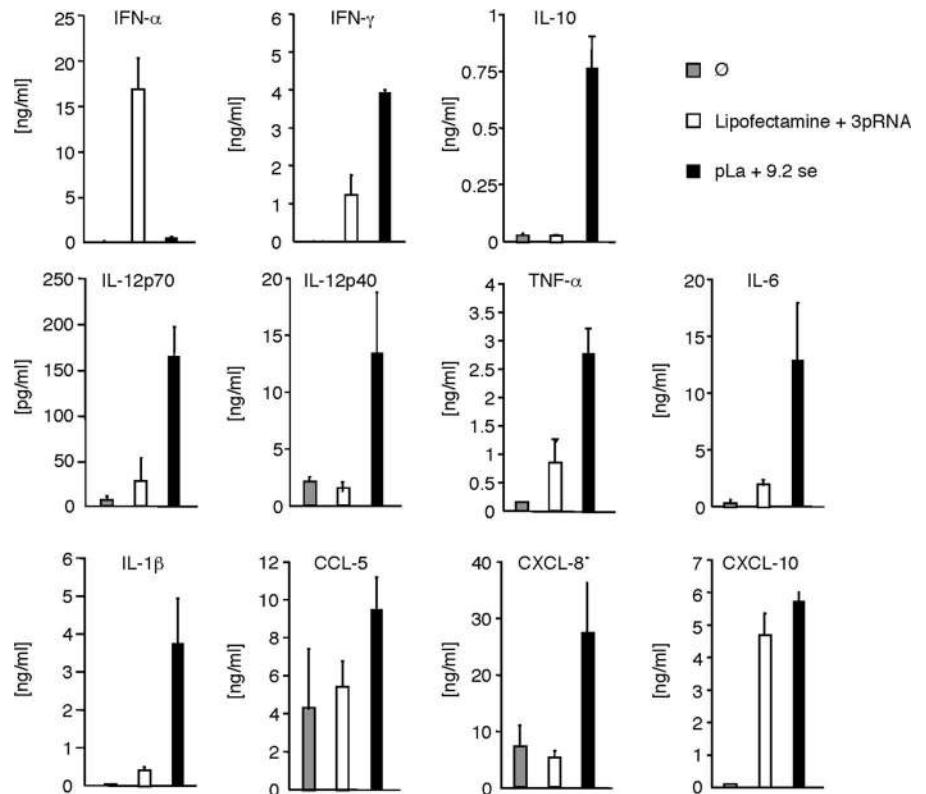 IFN-α
25
20
15
10
5
0
[ng/ml]
IFN-γ
6
5
4
3
2
1
0
[ng/ml]
IL-10
1
0.75
0.5
0.25
0
[ng/ml]
Ø
Lipofectamine + 3pRNA
pLa + 9.2 se
IL-12p70
250
200
150
100
50
0
[pg/ml]
IL-12p40
20
15
10
5
0
[ng/ml]
TNF-α
4
3.5
3
2.5
2
1.5
1
0.5
0
[ng/ml]
IL-6
20
15
10
5
0
[ng/ml]
IL-1β
6
5
4
3
2
1
0
[ng/ml]
CCL-5
12
10
8
6
4
2
0
[ng/ml]
CXCL-8*
40
30
20
10
0
[ng/ml]
CXCL-10
7
6
5
4
3
2
1
0
[ng/ml]